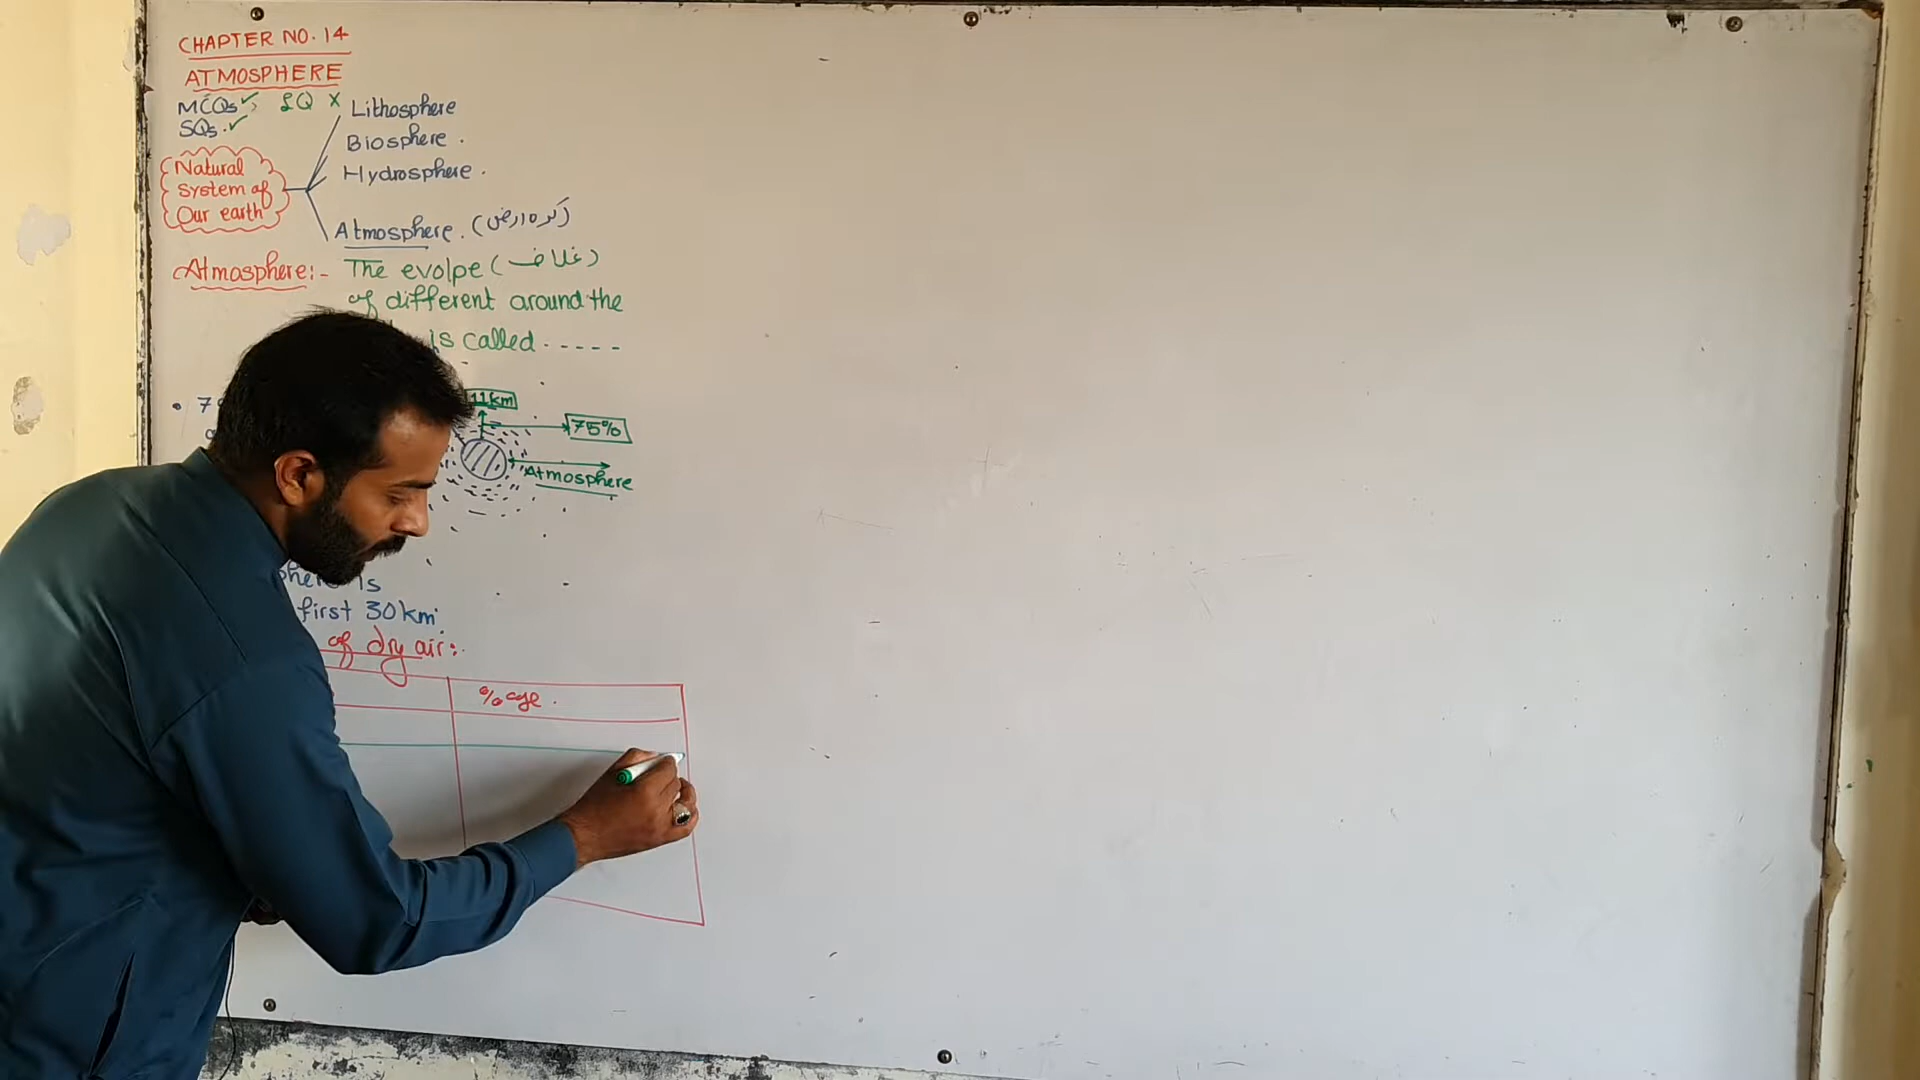 CHAPTER NO. 14
ATMOSPHERE
MCQs ✓, LQ X
SQs. ✓
Lithosphere
Biosphere.
Hydrosphere.
Atmosphere. (کرہ ارض)
Natural
System of
Our earth
Atmosphere:- The evolpe (غلاف)
of different around the
is called -----
11km
75%
Atmosphere
is
first 30km
of dry air:-
%age.